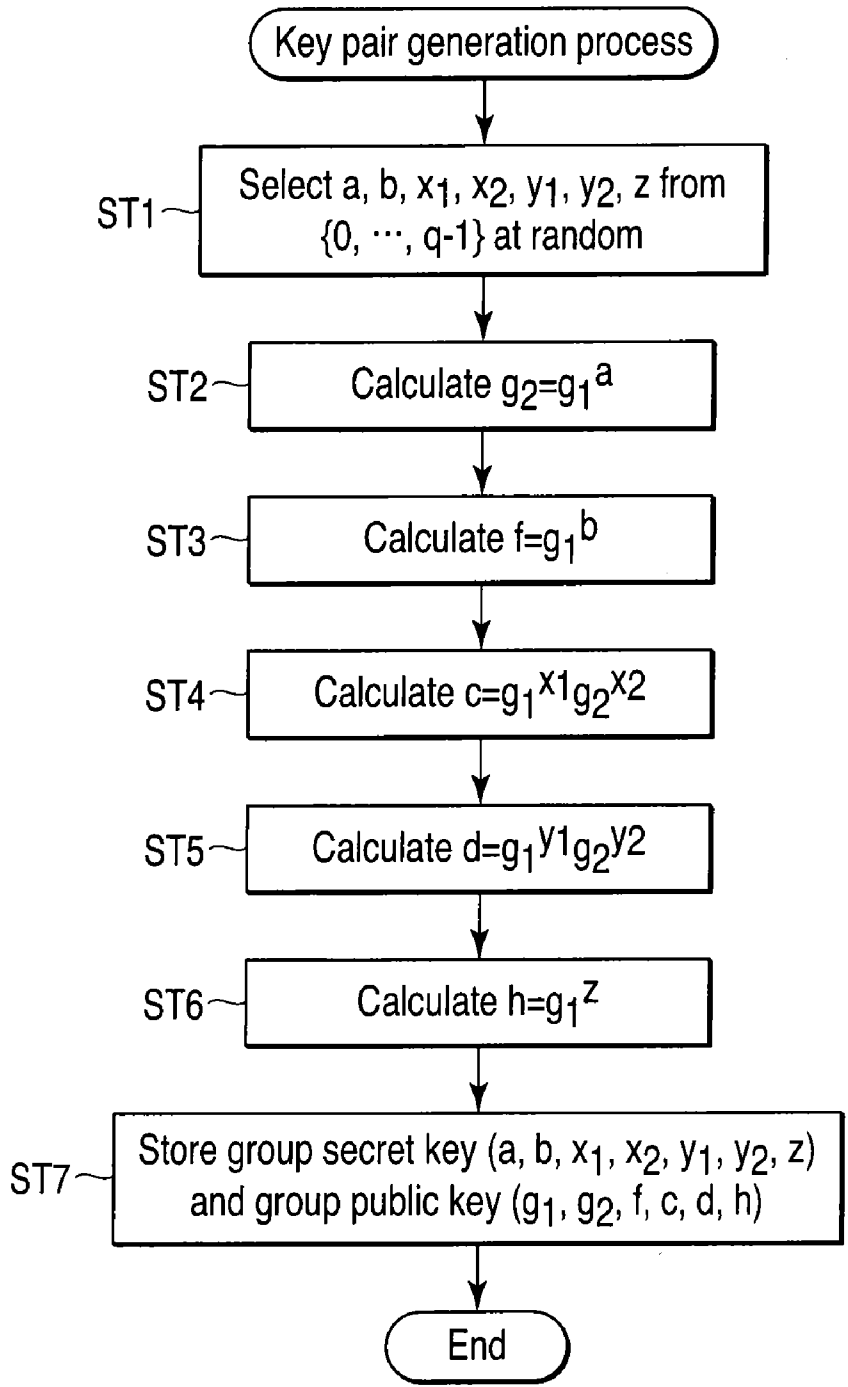 Key pair generation process
ST1
Select a, b, x₁, x₂, y₁, y₂, z from
{0, ···, q-1} at random
ST2
Calculate g₂=g₁ᵃ
ST3
Calculate f=g₁ᵇ
ST4
Calculate c=g₁ˣ¹g₂ˣ²
ST5
Calculate d=g₁ʸ¹g₂ʸ²
ST6
Calculate h=g₁ᶻ
ST7
Store group secret key (a, b, x₁, x₂, y₁, y₂, z)
and group public key (g₁, g₂, f, c, d, h)
End